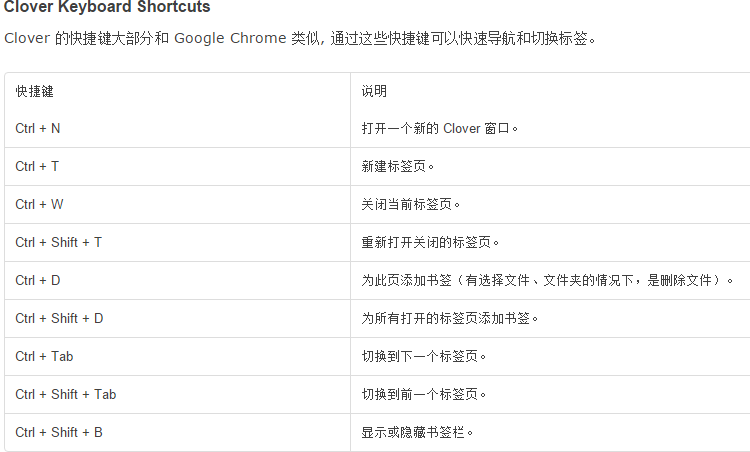 Clover Keyboard Shortcuts
Clover 的快捷键大部分和 Google Chrome 类似, 通过这些快捷键可以快速导航和切换标签。
快捷键 说明
Ctrl + N 打开一个新的 Clover 窗口。
Ctrl + T 新建标签页。
Ctrl + W 关闭当前标签页。
Ctrl + Shift + T 重新打开关闭的标签页。
Ctrl + D 为此页添加书签（有选择文件、文件夹的情况下，是删除文件）。
Ctrl + Shift + D 为所有打开的标签页添加书签。
Ctrl + Tab 切换到下一个标签页。
Ctrl + Shift + Tab 切换到前一个标签页。
Ctrl + Shift + B 显示或隐藏书签栏。